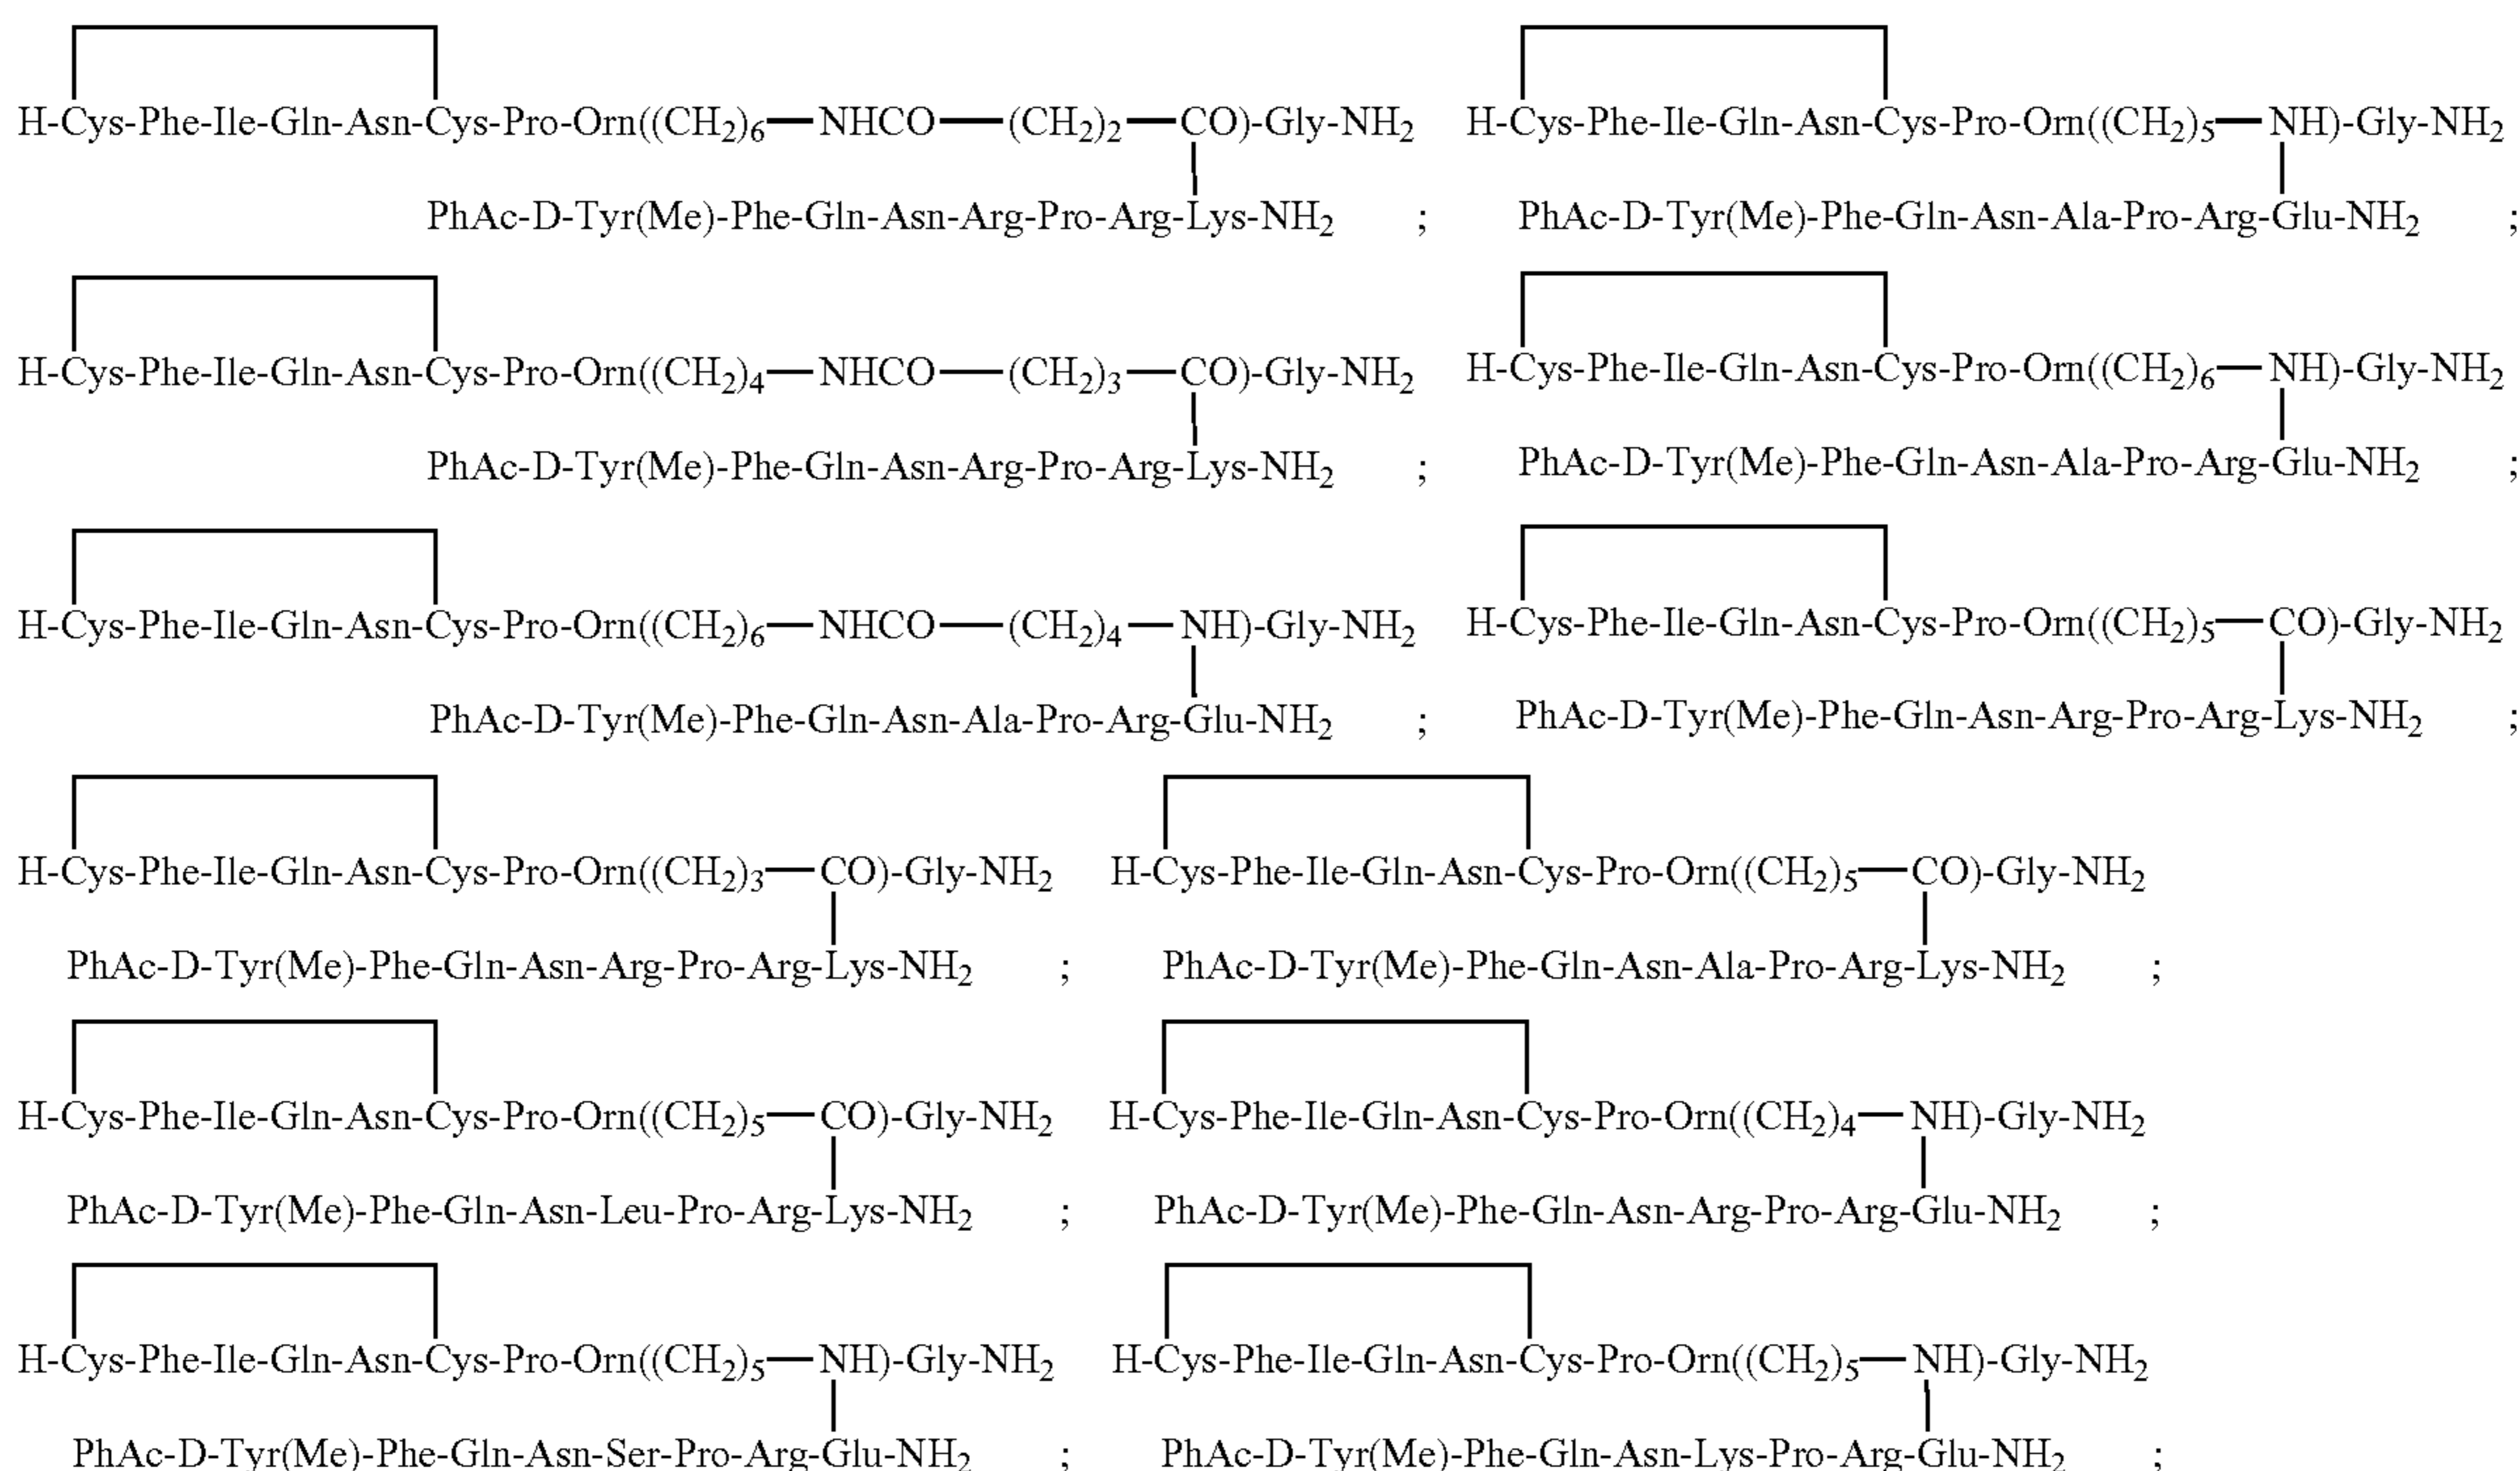 H-Cys-Phe-Ile-Gln-Asn-Cys-Pro-Orn((CH₂)₆—NHCO—(CH₂)₂—CO)-Gly-NH₂ H-Cys-Phe-Ile-Gln-Asn-Cys-Pro-Orn((CH₂)₅—NH)-Gly-NH₂
PhAc-D-Tyr(Me)-Phe-Gln-Asn-Arg-Pro-Arg-Lys-NH₂ ; PhAc-D-Tyr(Me)-Phe-Gln-Asn-Ala-Pro-Arg-Glu-NH₂ ;
H-Cys-Phe-Ile-Gln-Asn-Cys-Pro-Orn((CH₂)₄—NHCO—(CH₂)₃—CO)-Gly-NH₂ H-Cys-Phe-Ile-Gln-Asn-Cys-Pro-Orn((CH₂)₆—NH)-Gly-NH₂
PhAc-D-Tyr(Me)-Phe-Gln-Asn-Arg-Pro-Arg-Lys-NH₂ ; PhAc-D-Tyr(Me)-Phe-Gln-Asn-Ala-Pro-Arg-Glu-NH₂ ;
H-Cys-Phe-Ile-Gln-Asn-Cys-Pro-Orn((CH₂)₆—NHCO—(CH₂)₄—NH)-Gly-NH₂ H-Cys-Phe-Ile-Gln-Asn-Cys-Pro-Orn((CH₂)₅—CO)-Gly-NH₂
PhAc-D-Tyr(Me)-Phe-Gln-Asn-Ala-Pro-Arg-Glu-NH₂ ; PhAc-D-Tyr(Me)-Phe-Gln-Asn-Arg-Pro-Arg-Lys-NH₂ ;
H-Cys-Phe-Ile-Gln-Asn-Cys-Pro-Orn((CH₂)₃—CO)-Gly-NH₂ H-Cys-Phe-Ile-Gln-Asn-Cys-Pro-Orn((CH₂)₅—CO)-Gly-NH₂
PhAc-D-Tyr(Me)-Phe-Gln-Asn-Arg-Pro-Arg-Lys-NH₂ ; PhAc-D-Tyr(Me)-Phe-Gln-Asn-Ala-Pro-Arg-Lys-NH₂ ;
H-Cys-Phe-Ile-Gln-Asn-Cys-Pro-Orn((CH₂)₅—CO)-Gly-NH₂ H-Cys-Phe-Ile-Gln-Asn-Cys-Pro-Orn((CH₂)₄—NH)-Gly-NH₂
PhAc-D-Tyr(Me)-Phe-Gln-Asn-Leu-Pro-Arg-Lys-NH₂ ; PhAc-D-Tyr(Me)-Phe-Gln-Asn-Arg-Pro-Arg-Glu-NH₂ ;
H-Cys-Phe-Ile-Gln-Asn-Cys-Pro-Orn((CH₂)₅—NH)-Gly-NH₂ H-Cys-Phe-Ile-Gln-Asn-Cys-Pro-Orn((CH₂)₅—NH)-Gly-NH₂
PhAc-D-Tyr(Me)-Phe-Gln-Asn-Ser-Pro-Arg-Glu-NH₂ ; PhAc-D-Tyr(Me)-Phe-Gln-Asn-Lys-Pro-Arg-Glu-NH₂ ;